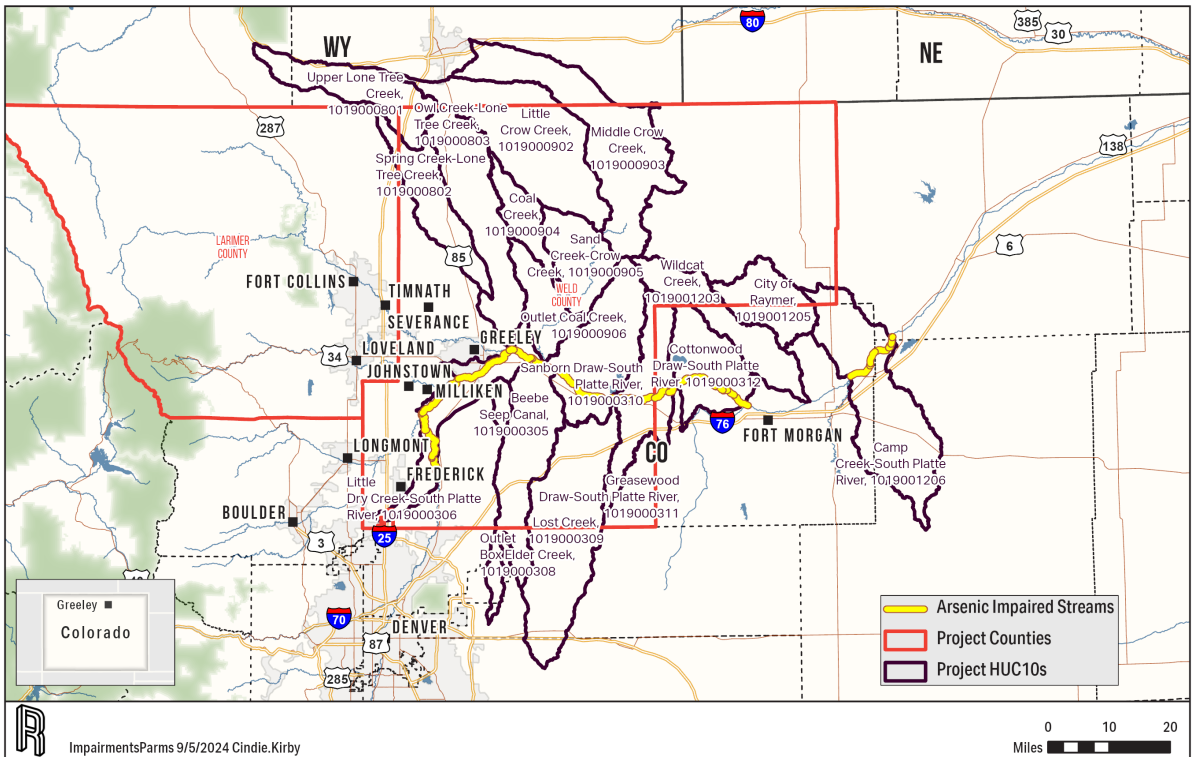 80
385
30
WY
NE
Upper Lone Tree
Creek,
1019000801
Owl Creek-Lone
Tree Creek,
1019000803
Little
Crow Creek,
1019000902
Middle Crow
Creek,
1019000903
287
138
Spring Creek-Lone
Tree Creek,
1019000802
Coal
Creek,
1019000904
LARIMER
COUNTY
85
Sand
Creek-Crow
Creek, 1019000905
6
FORT COLLINS
TIMNATH
WELD
COUNTY
Wildcat
Creek,
1019001203
City of
Raymer,
1019001205
SEVERANCE
Outlet Coal Creek,
1019000906
34
LOVELAND
GREELEY
JOHNSTOWN
MILLIKEN
Sanborn Draw-South
Platte River,
1019000310
Cottonwood
Draw-South Platte
River, 1019000312
Beebe
Seep Canal,
1019000305
76
FORT MORGAN
LONGMONT
CO
Camp
Creek-South Platte
River, 1019001206
FREDERICK
Little
Dry Creek-South Platte
River, 1019000306
Greasewood
Draw-South Platte River,
1019000311
BOULDER
3
25
Lost Creek,
1019000309
Outlet
Box Elder Creek,
1019000308
70
DENVER
87
285
Greeley
Colorado
Arsenic Impaired Streams
Project Counties
Project HUC10s
R
ImpairmentsParms 9/5/2024 Cindie.Kirby
0 10 20
Miles